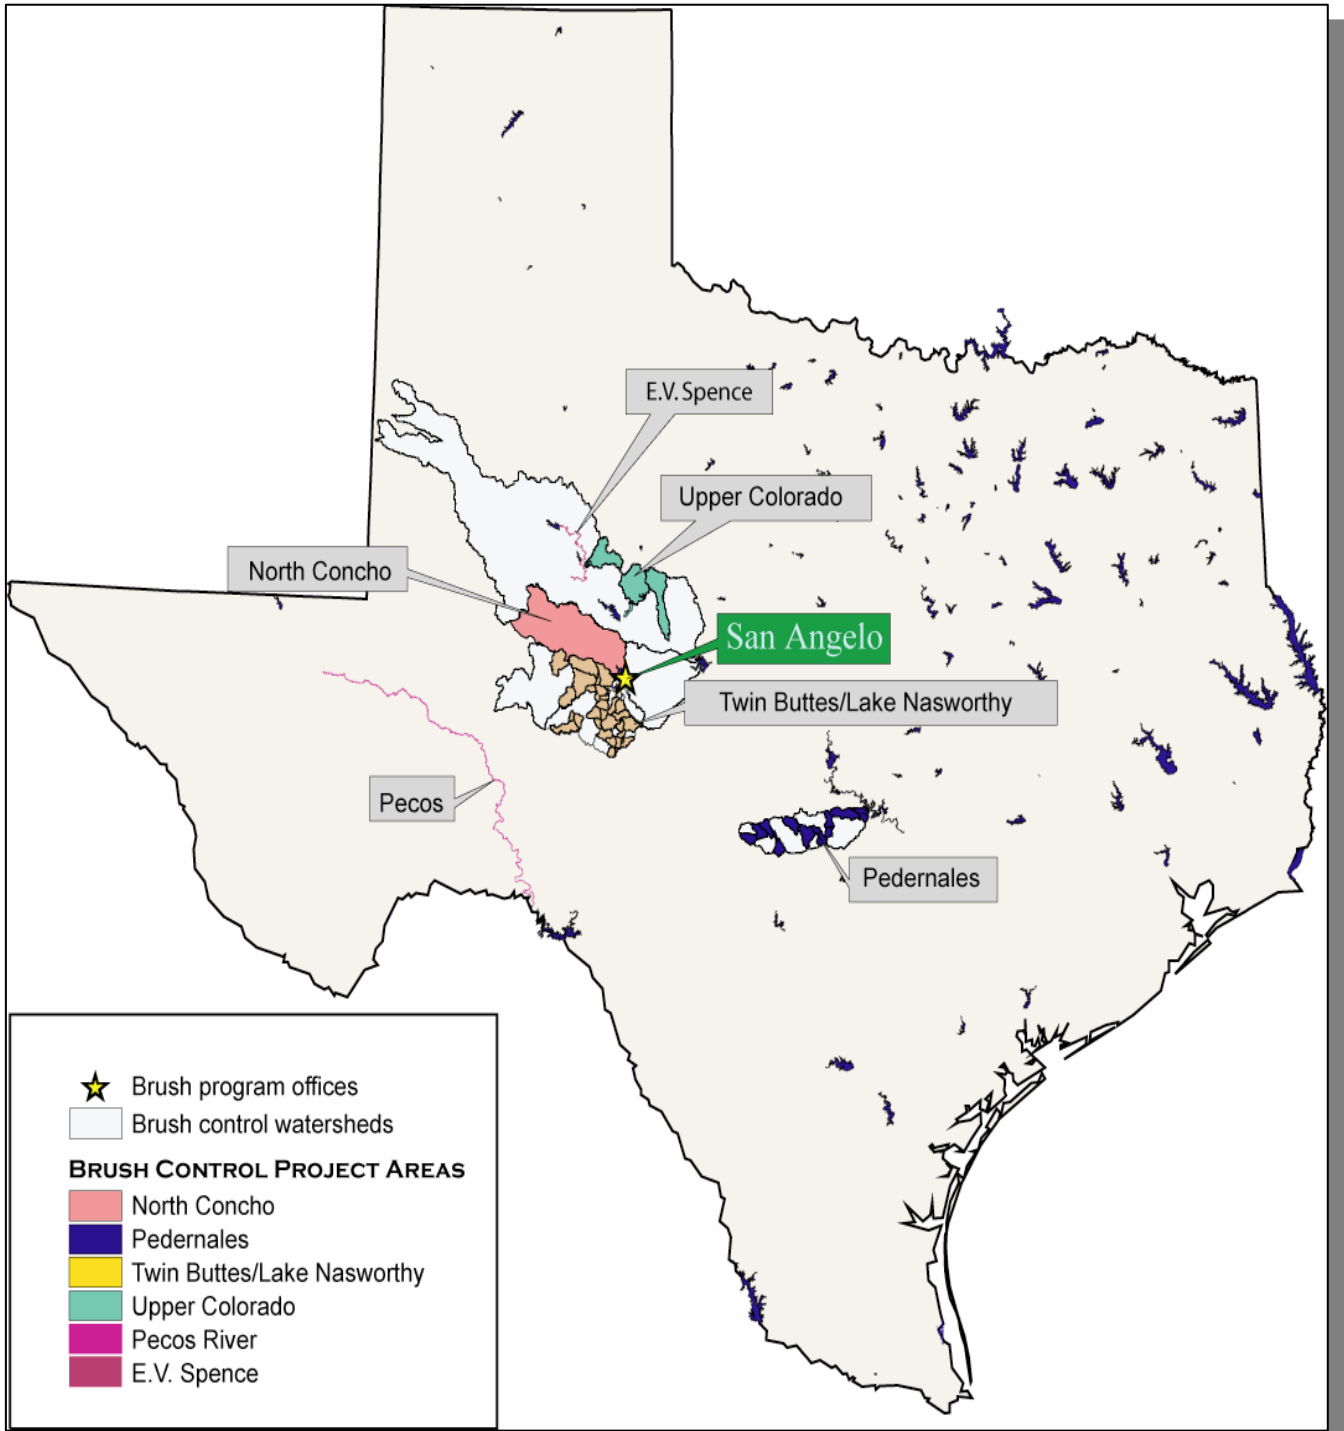 E.V. Spence
Upper Colorado
North Concho
San Angelo
Twin Buttes/Lake Nasworthy
Pecos
Pedernales
Brush program offices
Brush control watersheds
BRUSH CONTROL PROJECT AREAS
North Concho
Pedernales
Twin Buttes/Lake Nasworthy
Upper Colorado
Pecos River
E.V. Spence